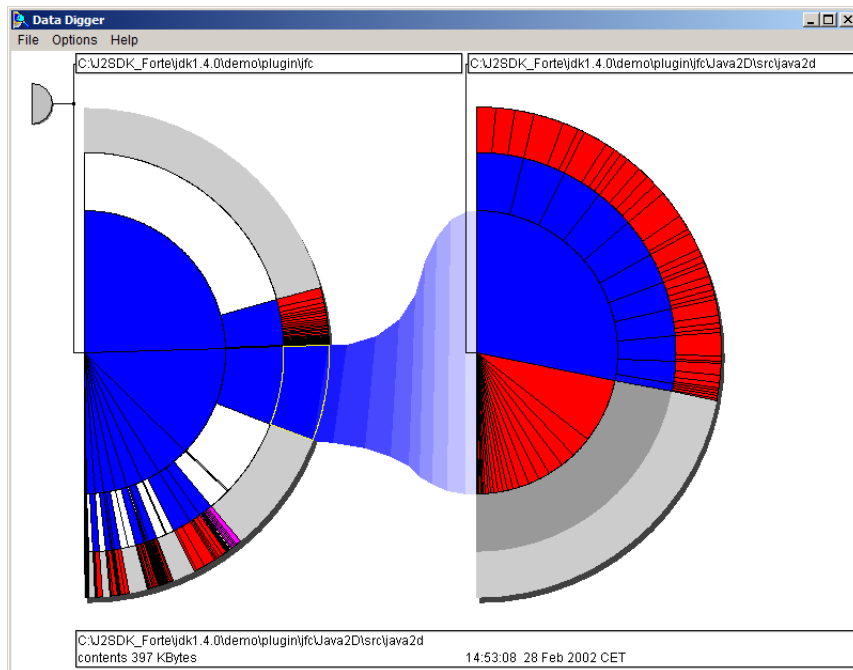 Data Digger
File Options Help
C:\J2SDK_Forte\jdk1.4.0\demo\plugin\jfc
C:\J2SDK_Forte\jdk1.4.0\demo\plugin\jfc\Java2D\src\java2d
C:\J2SDK_Forte\jdk1.4.0\demo\plugin\jfc\Java2D\src\java2d
contents 397 KBytes 14:53:08 28 Feb 2002 CET